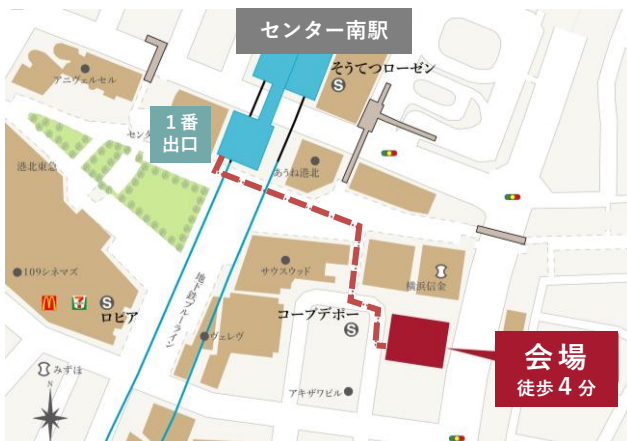 センター南駅
そうてつローゼン
S
アニヴェルセル
1番
出口
センタ
港北東急
あうね港北
109シネマズ
サウスウッド
横浜信金
M
7
S
ロピア
地下鉄ブルーライン
コープデポー
S
ヴェレヴ
会場
徒歩4分
みずほ
N
アキザワビル